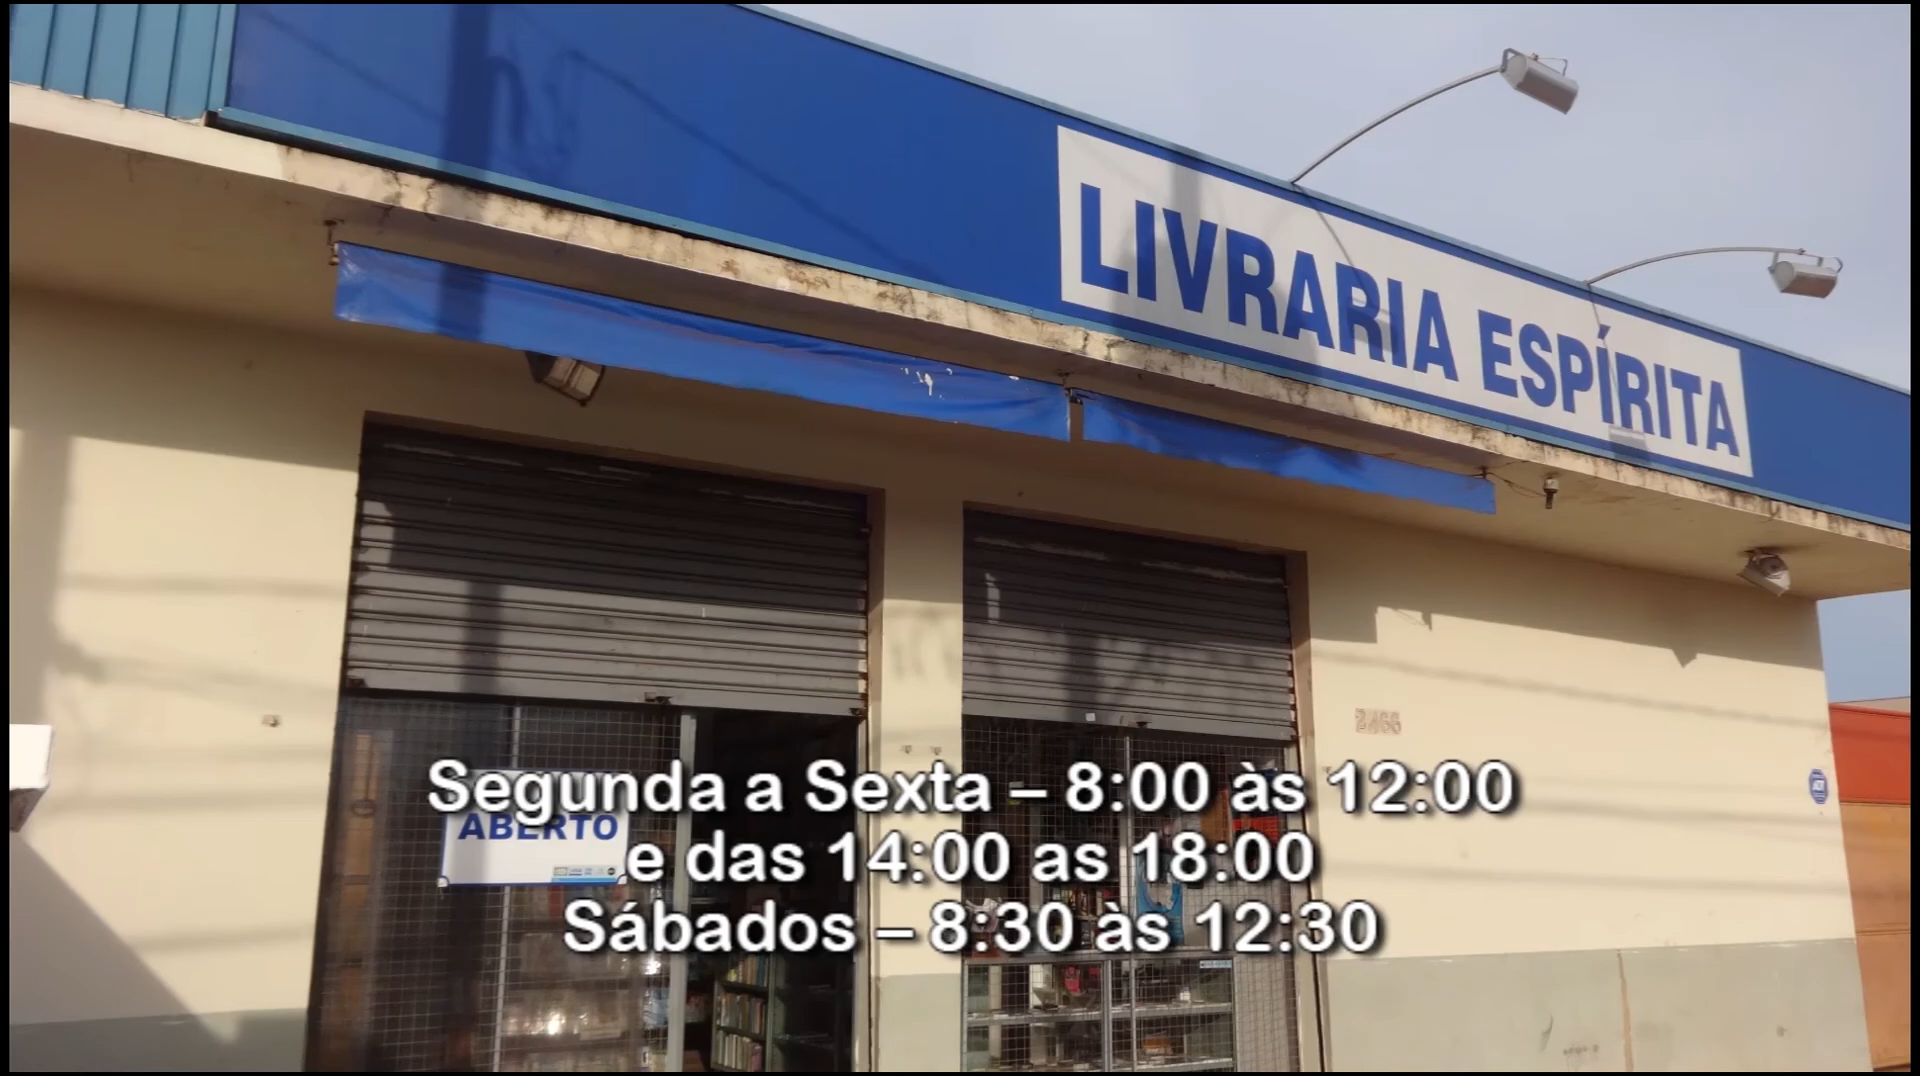 LIVRARIA ESPÍRITA
2466
Segunda a Sexta – 8:00 às 12:00
ABERTO
e das 14:00 as 18:00
Sábados – 8:30 às 12:30